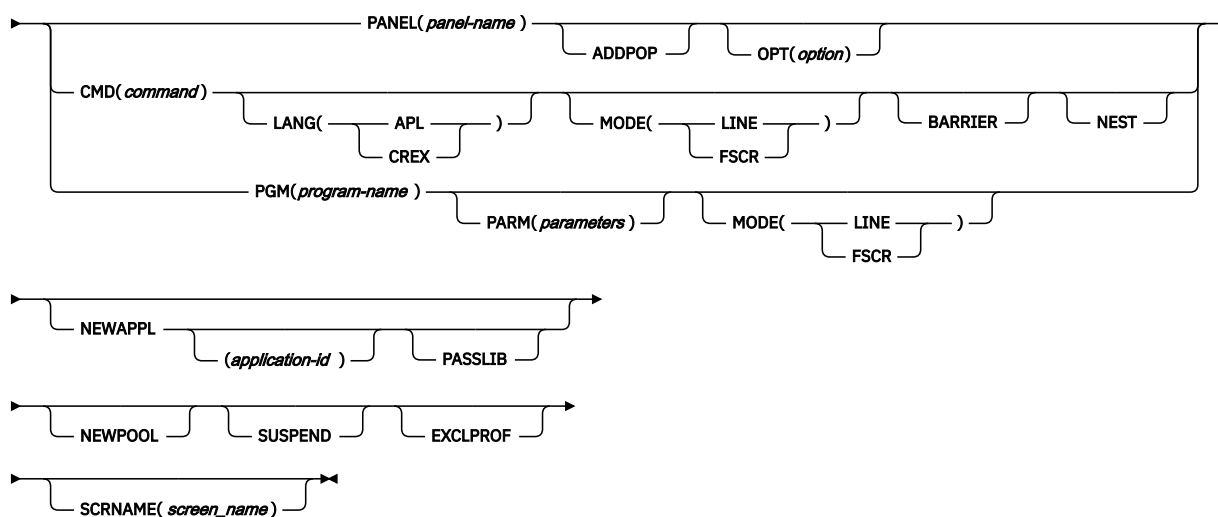 PANEL( panel-name )
ADDPOP
OPT( option )
CMD( command )
LANG( APL )
CREX
MODE( LINE )
FSCR
BARRIER
NEST
PGM( program-name )
PARM( parameters )
MODE( LINE )
FSCR
NEWAPPL
( application-id )
PASSLIB
NEWPOOL
SUSPEND
EXCLPROF
SCRNAME( screen_name )